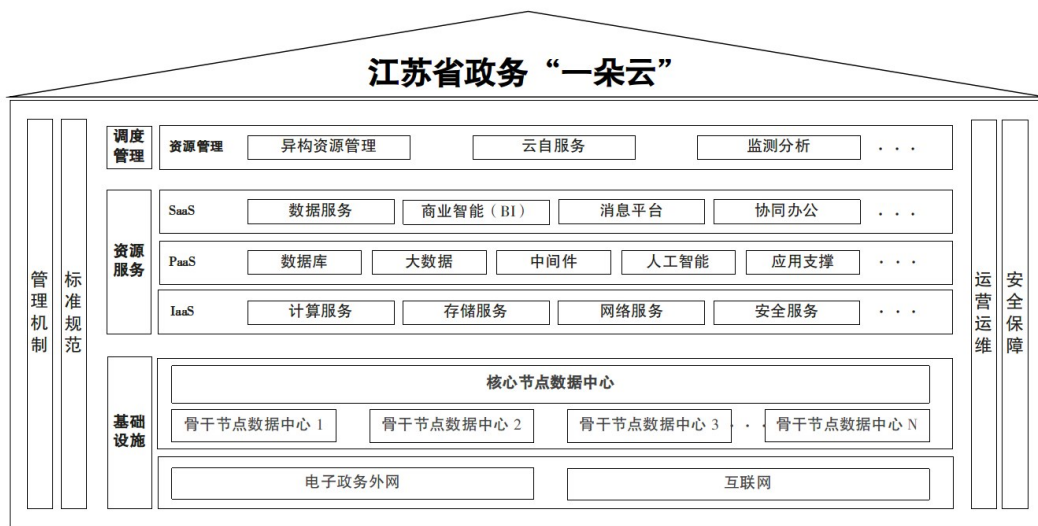 江苏省政务“一朵云”
管理机制
标准规范
调度
管理
资源管理
异构资源管理
云自服务
监测分析
· · ·
资源
服务
SaaS
数据服务
商业智能(BI)
消息平台
协同办公
· · ·
PaaS
数据库
大数据
中间件
人工智能
应用支撑
· · ·
IaaS
计算服务
存储服务
网络服务
安全服务
· · ·
基础
设施
核心节点数据中心
骨干节点数据中心 1
骨干节点数据中心 2
骨干节点数据中心 3
· · ·
骨干节点数据中心 N
电子政务外网
互联网
运营运维
安全保障